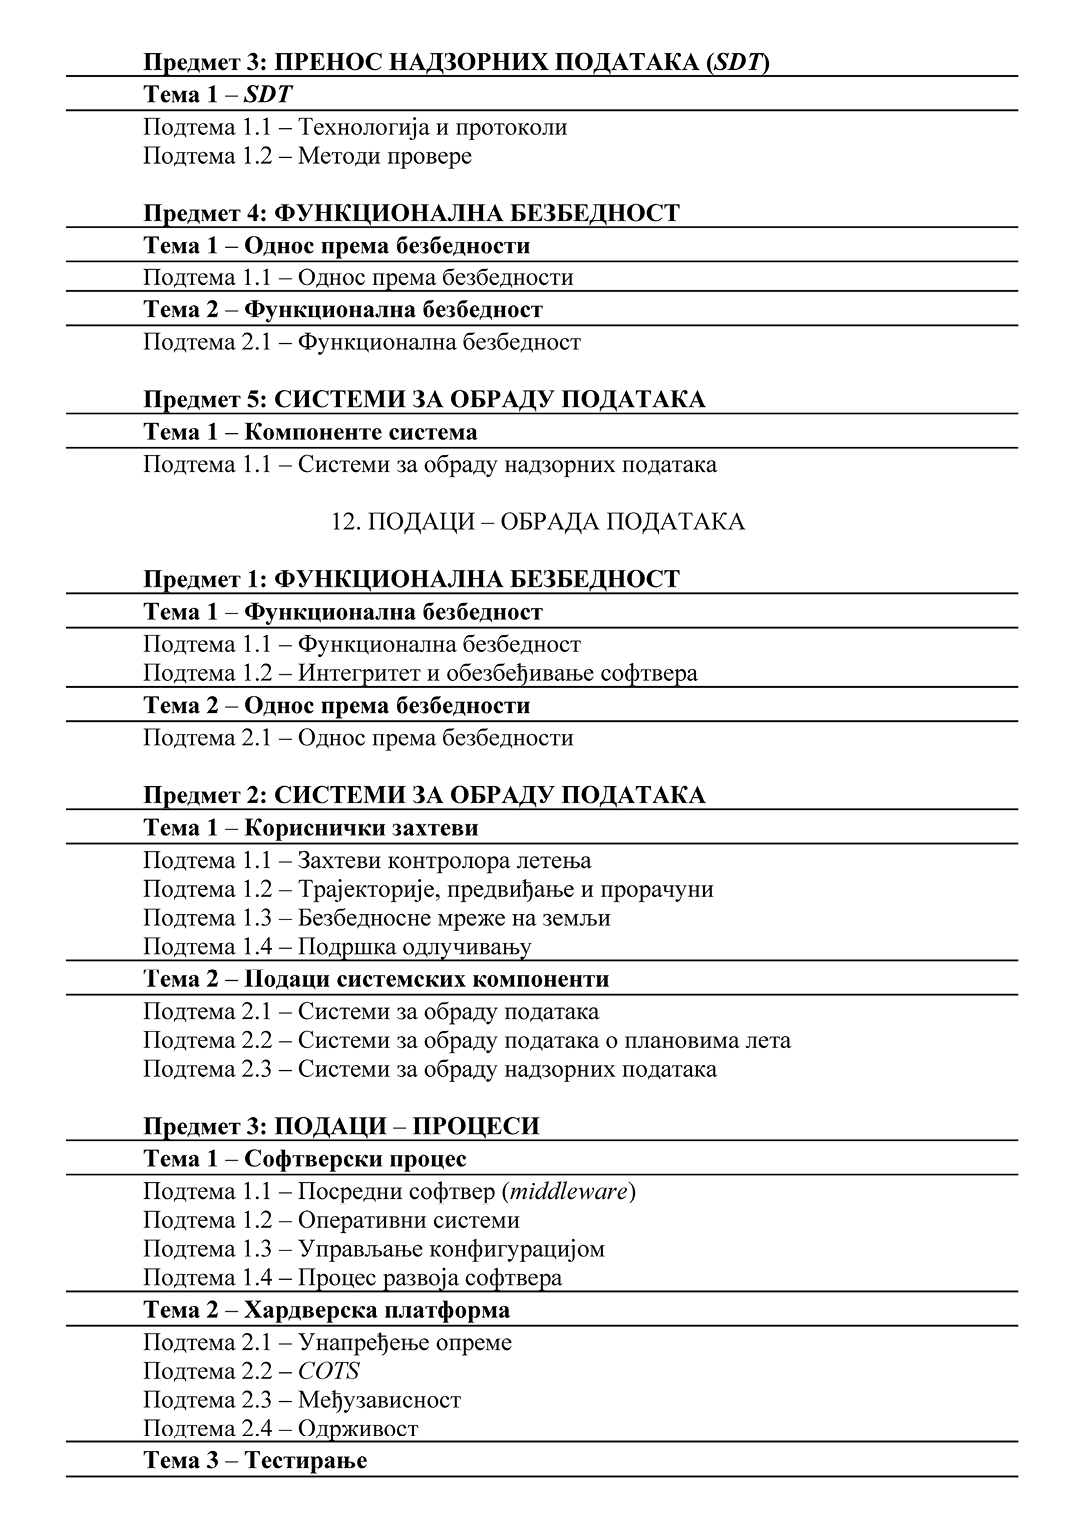 Предмет 3: ПРЕНОС НАДЗОРНИХ ПОДАТАКА (SDT)
Тема 1 – SDT
Подтема 1.1 – Технологија и протоколи
Подтема 1.2 – Методи провере
Предмет 4: ФУНКЦИОНАЛНА БЕЗБЕДНОСТ
Тема 1 – Однос према безбедности
Подтема 1.1 – Однос према безбедности
Тема 2 – Функционална безбедност
Подтема 2.1 – Функционална безбедност
Предмет 5: СИСТЕМИ ЗА ОБРАДУ ПОДАТАКА
Тема 1 – Компоненте система
Подтема 1.1 – Системи за обраду надзорних података
12. ПОДАЦИ – ОБРАДА ПОДАТАКА
Предмет 1: ФУНКЦИОНАЛНА БЕЗБЕДНОСТ
Тема 1 – Функционална безбедност
Подтема 1.1 – Функционална безбедност
Подтема 1.2 – Интегритет и обезбеђивање софтвера
Тема 2 – Однос према безбедности
Подтема 2.1 – Однос према безбедности
Предмет 2: СИСТЕМИ ЗА ОБРАДУ ПОДАТАКА
Тема 1 – Кориснички захтеви
Подтема 1.1 – Захтеви контролора летења
Подтема 1.2 – Трајекторије, предвиђање и прорачуни
Подтема 1.3 – Безбедносне мреже на земљи
Подтема 1.4 – Подршка одлучивању
Тема 2 – Подаци системских компоненти
Подтема 2.1 – Системи за обраду података
Подтема 2.2 – Системи за обраду података о плановима лета
Подтема 2.3 – Системи за обраду надзорних података
Предмет 3: ПОДАЦИ – ПРОЦЕСИ
Тема 1 – Софтверски процес
Подтема 1.1 – Посредни софтвер (middleware)
Подтема 1.2 – Оперативни системи
Подтема 1.3 – Управљање конфигурацијом
Подтема 1.4 – Процес развоја софтвера
Тема 2 – Хардверска платформа
Подтема 2.1 – Унапређење опреме
Подтема 2.2 – COTS
Подтема 2.3 – Међузависност
Подтема 2.4 – Одрживост
Тема 3 – Тестирање